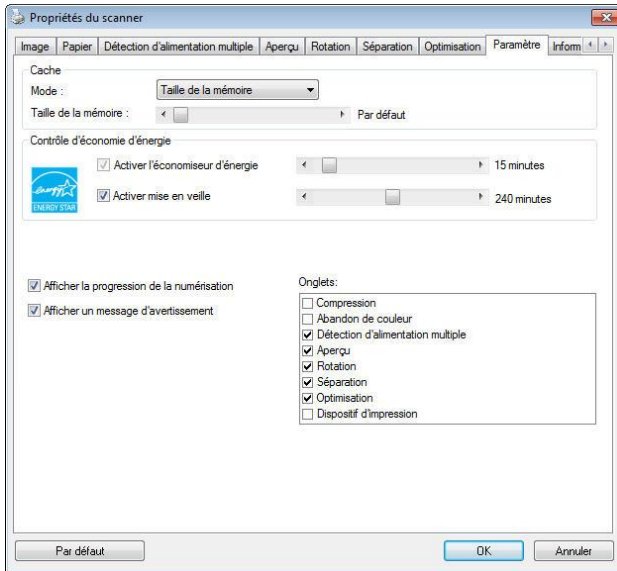 Propriétés du scanner
Image Papier Détection d'alimentation multiple Aperçu Rotation Séparation Optimisation Paramètre Inform
Cache
Mode : Taille de la mémoire
Taille de la mémoire : Par défaut
Contrôle d'économie d'énergie
Activer l'économiseur d'énergie 15 minutes
energy
ENERGY STAR
Activer mise en veille 240 minutes
Afficher la progression de la numérisation
Afficher un message d'avertissement
Onglets:
Compression
Abandon de couleur
Détection d'alimentation multiple
Aperçu
Rotation
Séparation
Optimisation
Dispositif d'impression
Par défaut OK Annuler